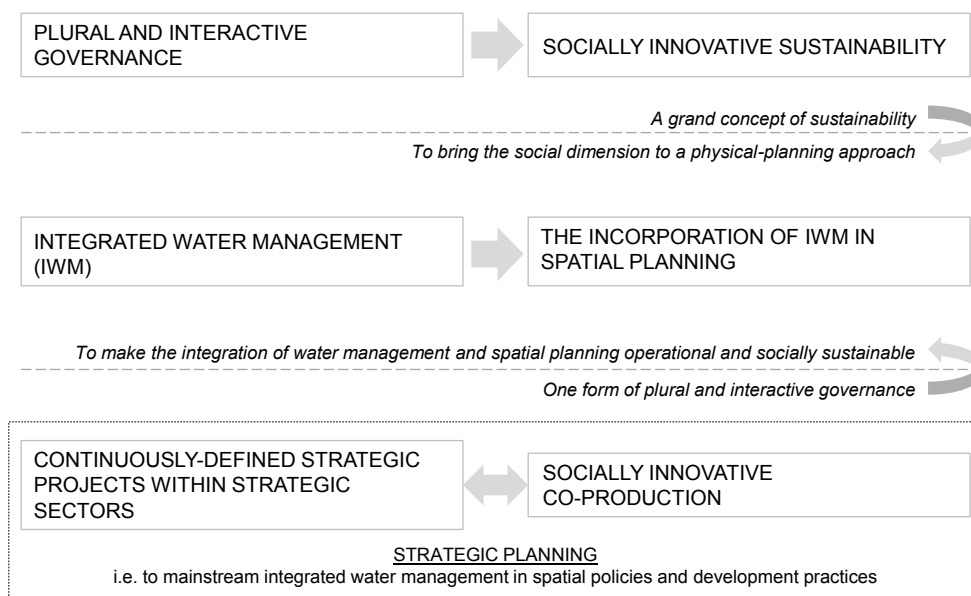 PLURAL AND INTERACTIVE
GOVERNANCE
SOCIALLY INNOVATIVE SUSTAINABILITY
A grand concept of sustainability
To bring the social dimension to a physical-planning approach
INTEGRATED WATER MANAGEMENT
(IWM)
THE INCORPORATION OF IWM IN
SPATIAL PLANNING
To make the integration of water management and spatial planning operational and socially sustainable
One form of plural and interactive governance
CONTINUOUSLY-DEFINED STRATEGIC
PROJECTS WITHIN STRATEGIC
SECTORS
SOCIALLY INNOVATIVE
CO-PRODUCTION
STRATEGIC PLANNING
i.e. to mainstream integrated water management in spatial policies and development practices